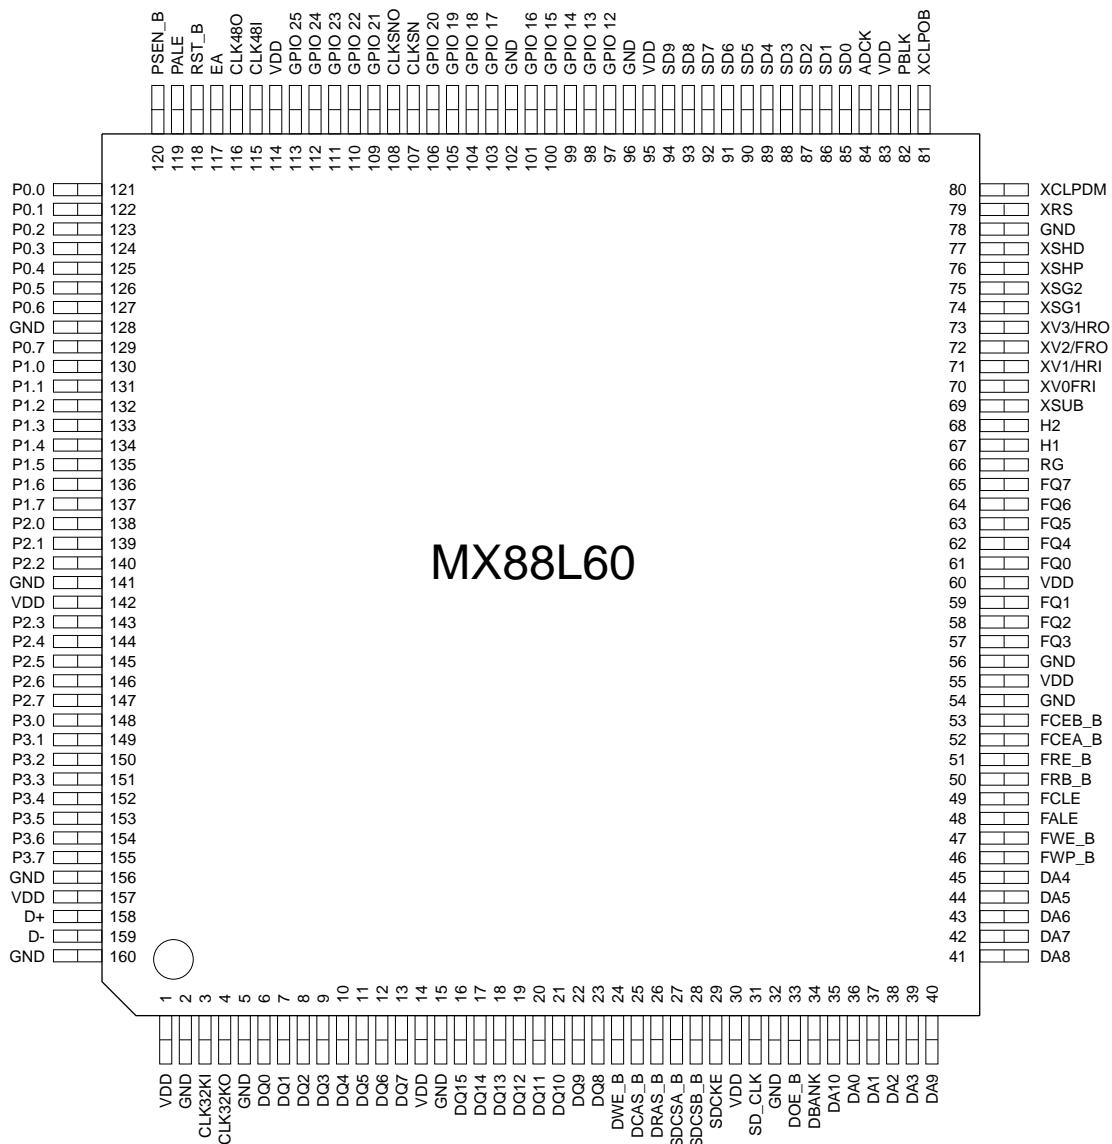 PSEN_B PALE RST_B EA CLK48O CLK48I VDD GPIO 25 GPIO 24 GPIO 23 GPIO 22 GPIO 21 CLKSNO CLKSN GPIO 20 GPIO 19 GPIO 18 GPIO 17 GND GPIO 16 GPIO 15 GPIO 14 GPIO 13 GPIO 12 GND VDD SD9 SD8 SD7 SD6 SD5 SD4 SD3 SD2 SD1 SD0 ADCK VDD PBLK XCLPOB
120 119 118 117 116 115 114 113 112 111 110 109 108 107 106 105 104 103 102 101 100 99 98 97 96 95 94 93 92 91 90 89 88 87 86 85 84 83 82 81
P0.0 121 80 XCLPDM
P0.1 122 79 XRS
P0.2 123 78 GND
P0.3 124 77 XSHD
P0.4 125 76 XSHP
P0.5 126 75 XSG2
P0.6 127 74 XSG1
GND 128 73 XV3/HRO
P0.7 129 72 XV2/FRO
P1.0 130 71 XV1/HRI
P1.1 131 70 XV0FRI
P1.2 132 69 XSUB
P1.3 133 68 H2
P1.4 134 67 H1
P1.5 135 66 RG
P1.6 136 65 FQ7
P1.7 137 64 FQ6
P2.0 138 63 FQ5
P2.1 139 62 FQ4
P2.2 140 61 FQ0
MX88L60
GND 141 60 VDD
VDD 142 59 FQ1
P2.3 143 58 FQ2
P2.4 144 57 FQ3
P2.5 145 56 GND
P2.6 146 55 VDD
P2.7 147 54 GND
P3.0 148 53 FCEB_B
P3.1 149 52 FCEA_B
P3.2 150 51 FRE_B
P3.3 151 50 FRB_B
P3.4 152 49 FCLE
P3.5 153 48 FALE
P3.6 154 47 FWE_B
P3.7 155 46 FWP_B
GND 156 45 DA4
VDD 157 44 DA5
D+ 158 43 DA6
D- 159 42 DA7
GND 160 41 DA8
1 2 3 4 5 6 7 8 9 10 11 12 13 14 15 16 17 18 19 20 21 22 23 24 25 26 27 28 29 30 31 32 33 34 35 36 37 38 39 40
VDD GND CLK32KI CLK32KO GND DQ0 DQ1 DQ2 DQ3 DQ4 DQ5 DQ6 DQ7 VDD GND DQ15 DQ14 DQ13 DQ12 DQ11 DQ10 DQ9 DQ8 DWE_B DCAS_B DRAS_B SDCSA_B SDCSB_B SDCKE VDD SD_CLK GND DOE_B DBANK DA10 DA0 DA1 DA2 DA3 DA9